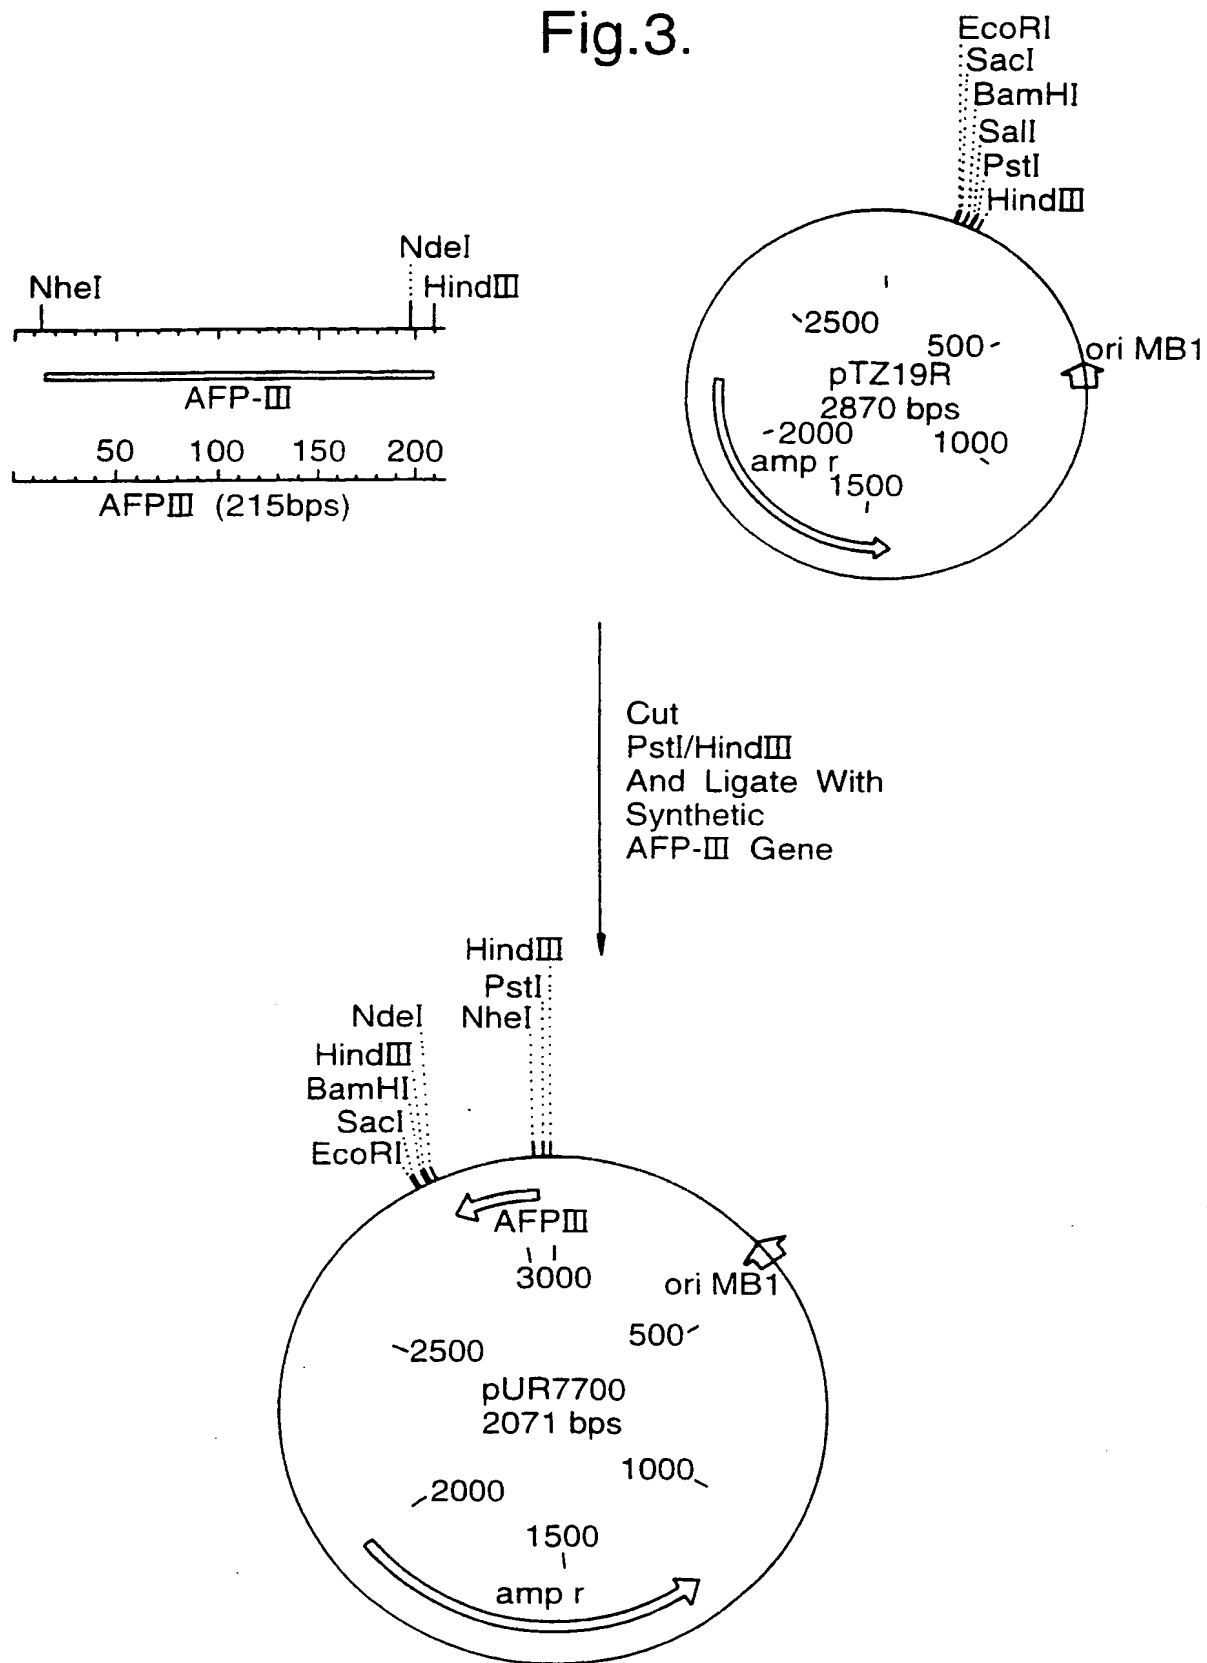 Fig.3.
EcoRI
SacI
BamHI
SalI
PstI
HindIII
NdeI
NheI
HindIII
AFP-III
50 100 150 200
AFPIII (215bps)
2500
500
ori MB1
pTZ19R
2870 bps
2000
1000
amp r
1500
Cut
PstI/HindIII
And Ligate With
Synthetic
AFP-III Gene
HindIII
PstI
NheI
NdeI
HindIII
BamHI
SacI
EcoRI
AFPIII
3000
ori MB1
500
2500
pUR7700
2071 bps
1000
2000
1500
amp r